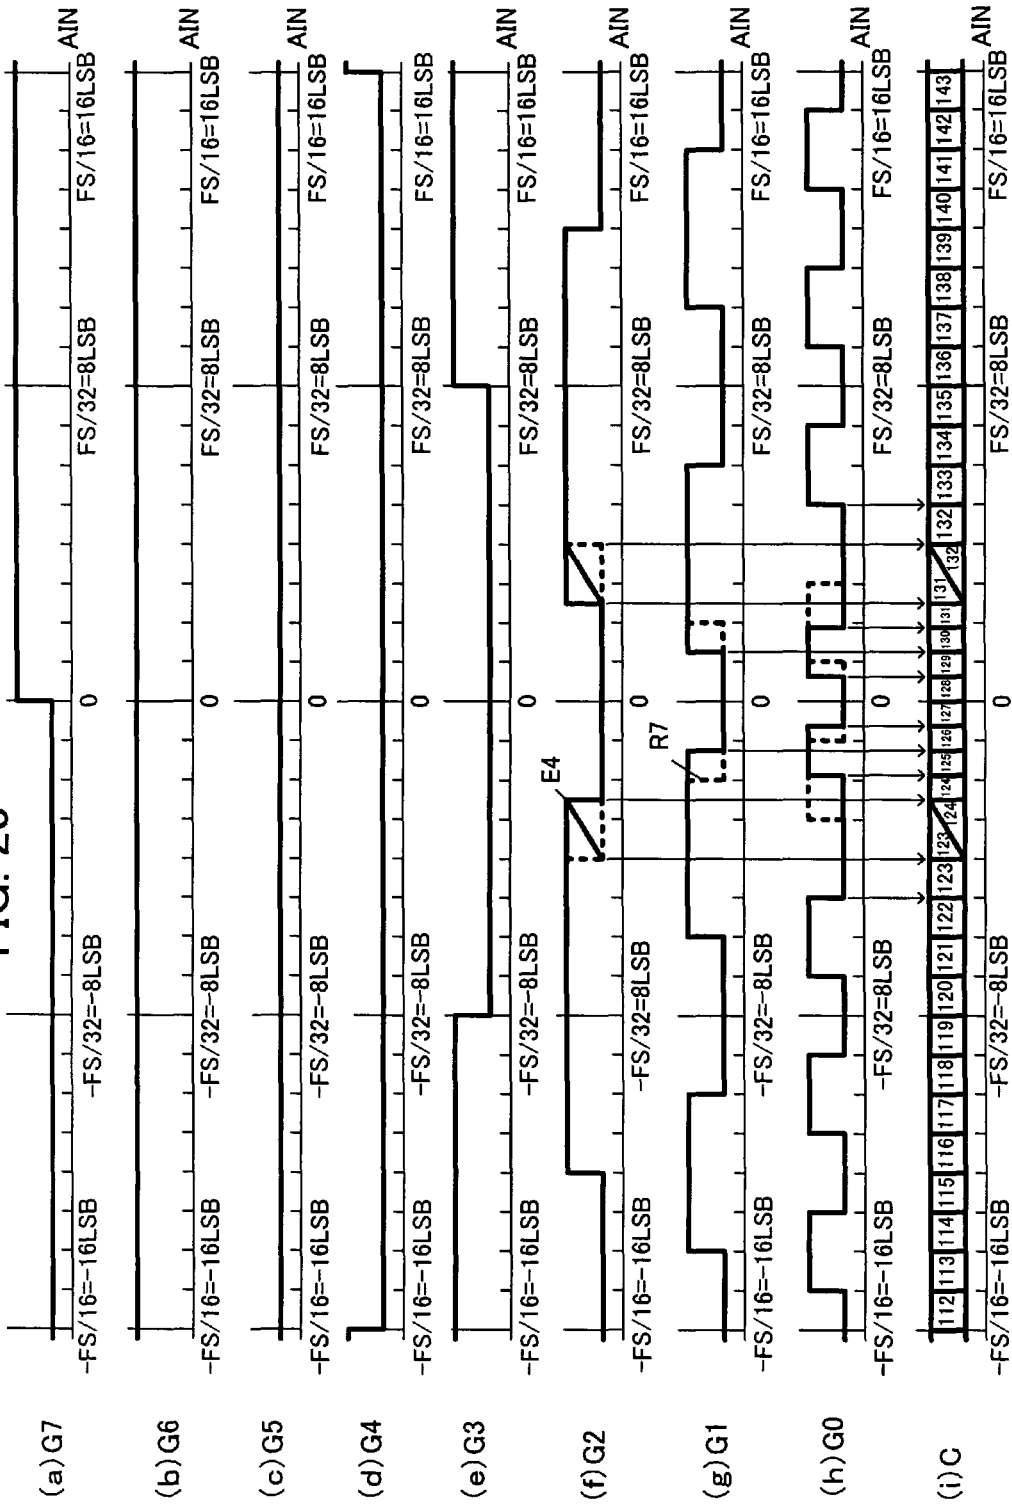 FIG.
(a)G7
-FS/16=-16LSB -FS/32=-8LSB 0 FS/32=8LSB FS/16=16LSB AIN
(b)G6
-FS/16=-16LSB -FS/32=-8LSB 0 FS/32=8LSB FS/16=16LSB AIN
(c)G5
-FS/16=-16LSB -FS/32=-8LSB 0 FS/32=8LSB FS/16=16LSB AIN
(d)G4
-FS/16=-16LSB -FS/32=-8LSB 0 FS/32=8LSB FS/16=16LSB AIN
(e)G3
-FS/16=-16LSB -FS/32=-8LSB 0 FS/32=8LSB FS/16=16LSB AIN
E4
(f)G2
-FS/16=-16LSB -FS/32=8LSB 0 FS/32=8LSB FS/16=16LSB AIN
R7
(g)G1
-FS/16=-16LSB -FS/32=-8LSB 0 FS/32=8LSB FS/16=16LSB AIN
(h)G0
-FS/16=-16LSB -FS/32=8LSB 0 FS/32=8LSB FS/16=16LSB AIN
(i)C
112 113 114 115 116 117 118 119 120 121 122 123 123 124 124 125 126 127 128 129 130 131 131 132 132 133 134 135 136 137 138 139 140 141 142 143
-FS/16=-16LSB -FS/32=-8LSB 0 FS/32=8LSB FS/16=16LSB AIN